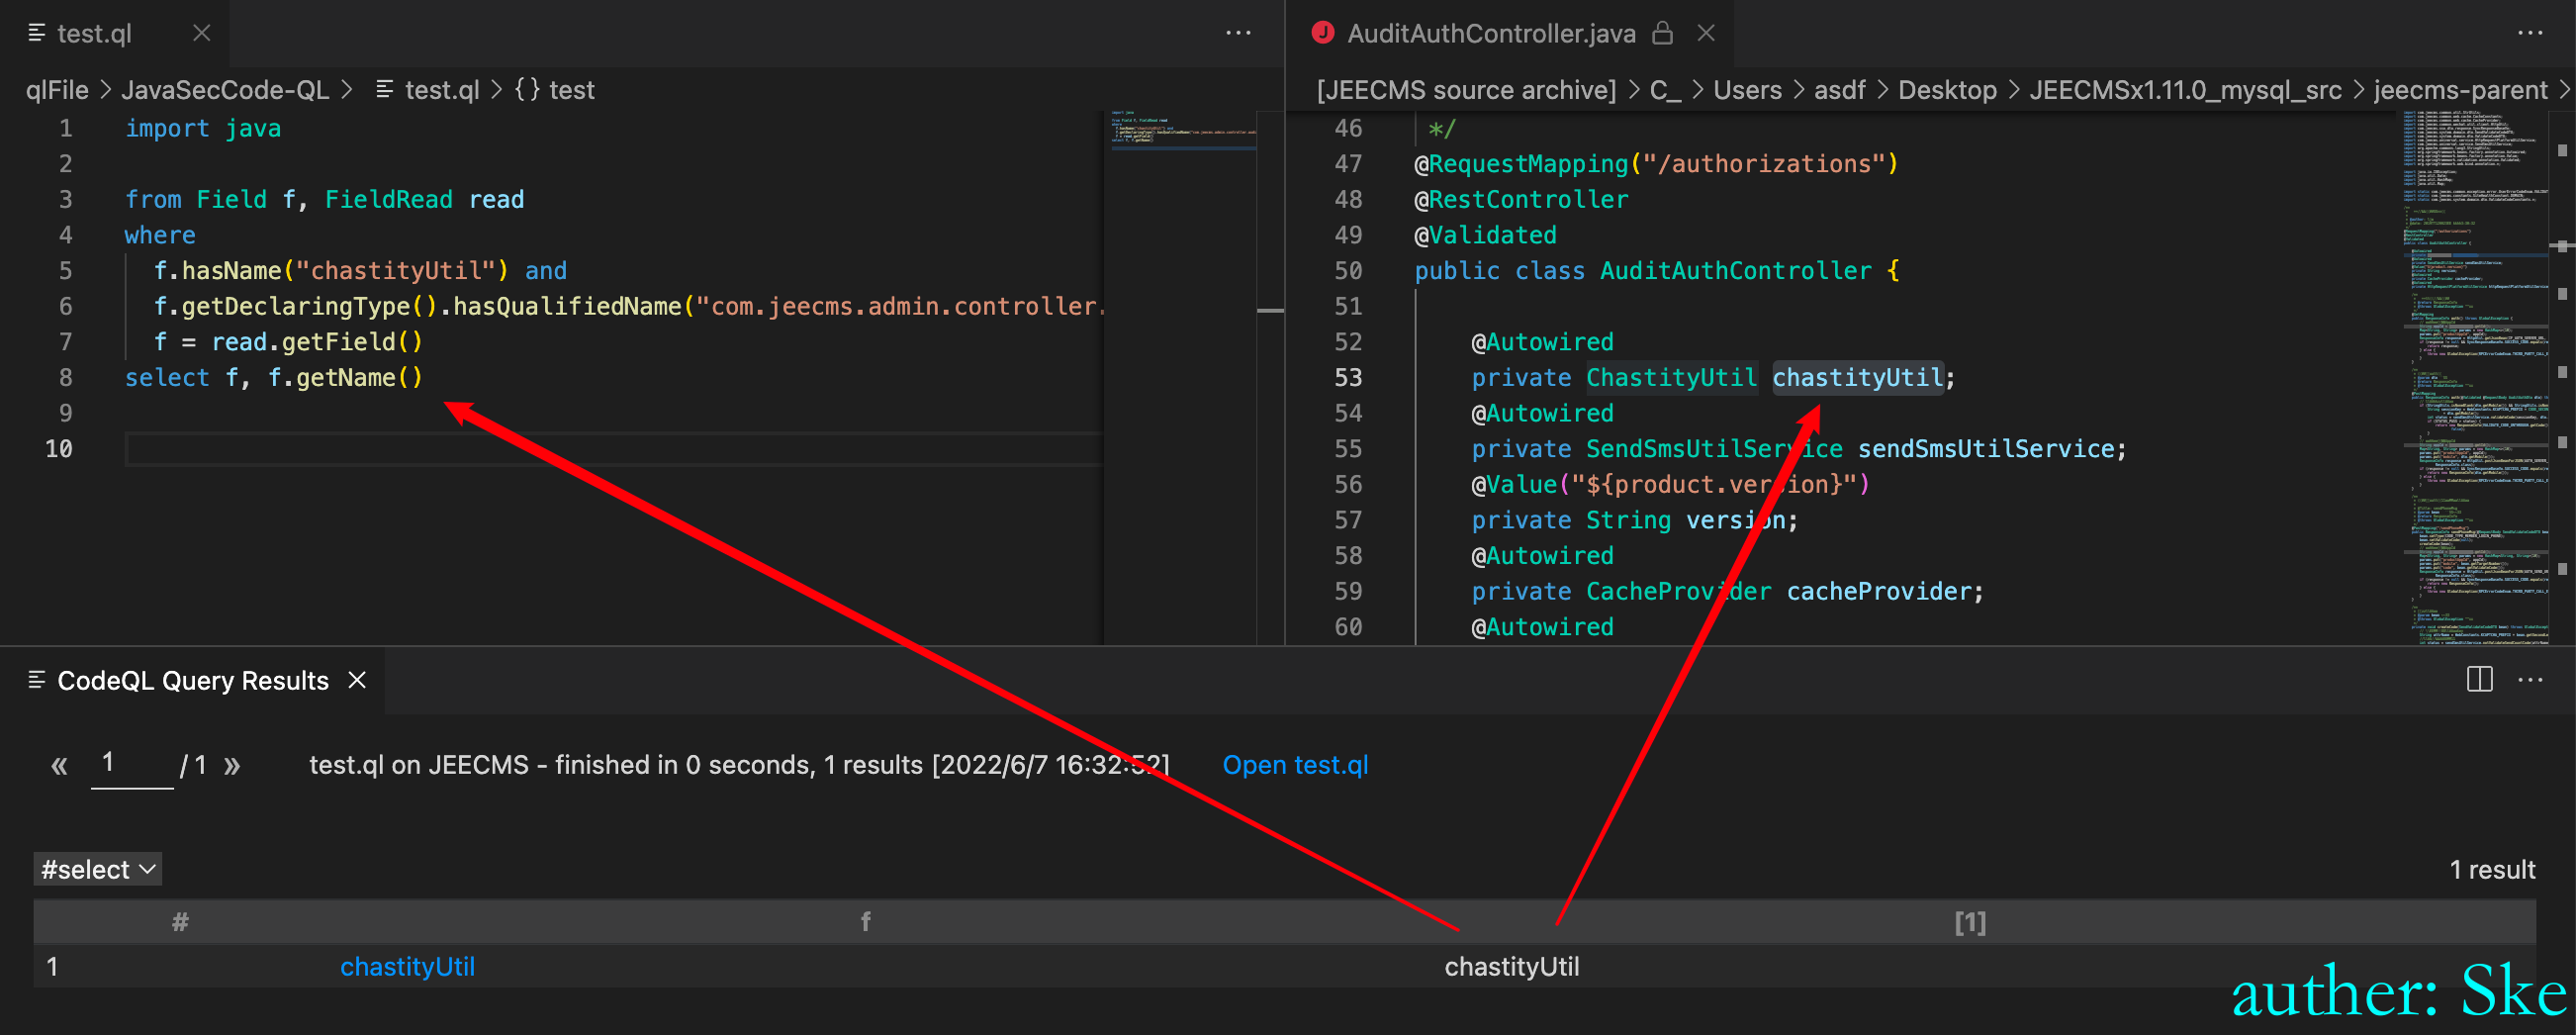 test.ql
qlFile > JavaSecCode-QL > test.ql > {} test
1 import java
2
3 from Field f, FieldRead read
4 where
5 f.hasName("chastityUtil") and
6 f.getDeclaringType().hasQualifiedName("com.jeecms.admin.controller.
7 f = read.getField()
8 select f, f.getName()
9
10
J AuditAuthController.java
[JEECMS source archive] > C_ > Users > asdf > Desktop > JEECMSx1.11.0_mysql_src > jeecms-parent >
46 */
47 @RequestMapping("/authorizations")
48 @RestController
49 @Validated
50 public class AuditAuthController {
51
52 @Autowired
53 private ChastityUtil chastityUtil;
54 @Autowired
55 private SendSmsUtilService sendSmsUtilService;
56 @Value("${product.version}")
57 private String version;
58 @Autowired
59 private CacheProvider cacheProvider;
60 @Autowired
CodeQL Query Results
« 1 / 1 » test.ql on JEECMS - finished in 0 seconds, 1 results [2022/6/7 16:32:52] Open test.ql
#select 1 result
# f [1]
1 chastityUtil chastityUtil
auther: Ske